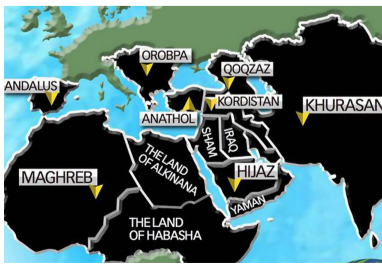 OROBPA
ANDALUS
QOQZAZ
KORDISTAN
ANATHOL
KHURASAN
SHAM
IRAQ
THE LAND
OF ALKINANA
MAGHREB
HIJAZ
YAMAN
THE LAND
OF HABASHA